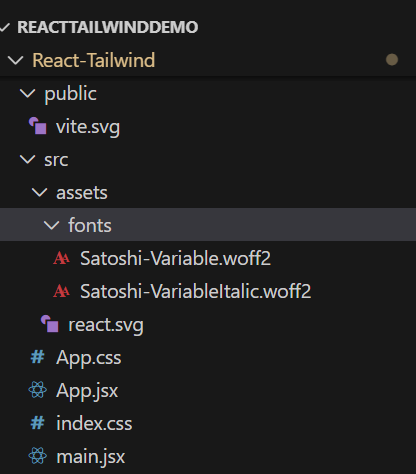 REACTTAILWINDDEMO
React-Tailwind
public
vite.svg
src
assets
fonts
Satoshi-Variable.woff2
Satoshi-VariableItalic.woff2
react.svg
App.css
App.jsx
index.css
main.jsx